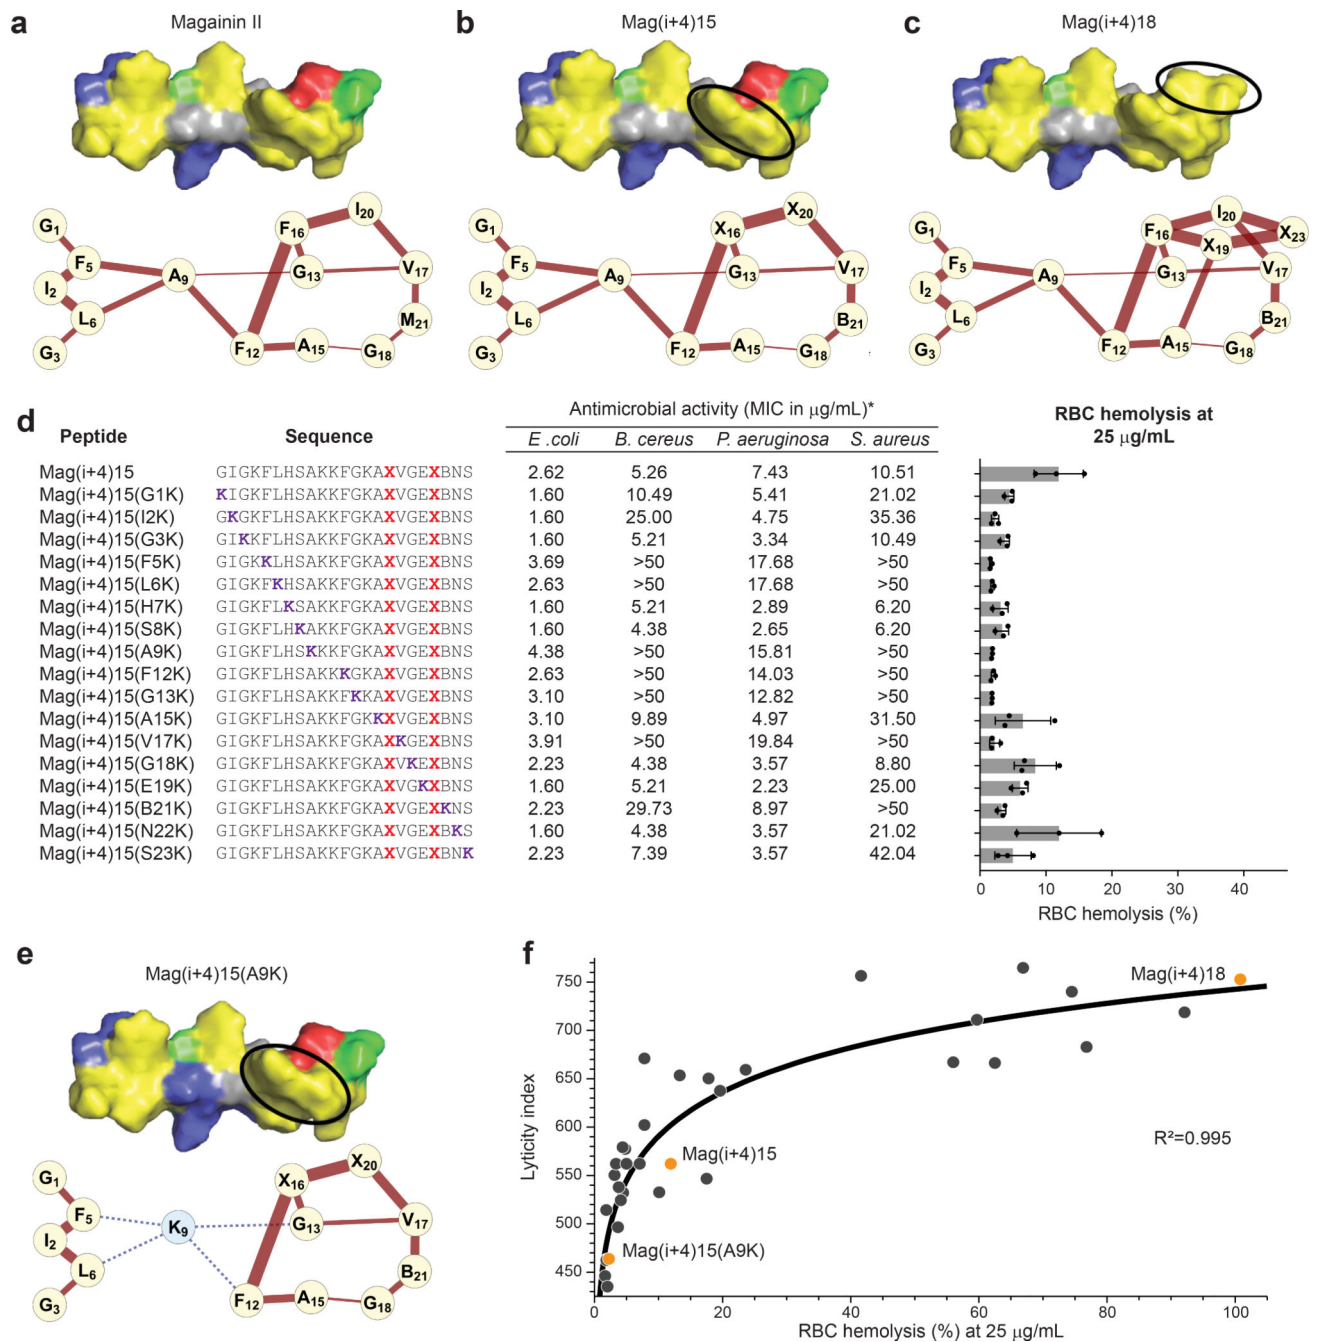 a
Magainin II
b
Mag(i+4)15
c
Mag(i+4)18
G1 F5 I2 L6 G3 A9 F12 F16 G13 A15 I20 V17 M21 G18
G1 F5 I2 L6 G3 A9 F12 X16 G13 A15 X20 V17 B21 G18
G1 F5 I2 L6 G3 A9 F12 F16 G13 A15 X19 I20 X23 V17 B21 G18
d
Antimicrobial activity (MIC in μg/mL)*
RBC hemolysis at
25 μg/mL
Peptide Sequence E .coli B. cereus P. aeruginosa S. aureus
Mag(i+4)15 GIGKFLHSAKKFGKAXVGEXBNS 2.62 5.26 7.43 10.51
Mag(i+4)15(G1K) KIGKFLHSAKKFGKAXVGEXBNS 1.60 10.49 5.41 21.02
Mag(i+4)15(I2K) GKGKFLHSAKKFGKAXVGEXBNS 1.60 25.00 4.75 35.36
Mag(i+4)15(G3K) GIKKFLHSAKKFGKAXVGEXBNS 1.60 5.21 3.34 10.49
Mag(i+4)15(F5K) GIGKKLHSAKKFGKAXVGEXBNS 3.69 >50 17.68 >50
Mag(i+4)15(L6K) GIGKFKHSAKKFGKAXVGEXBNS 2.63 >50 17.68 >50
Mag(i+4)15(H7K) GIGKFLKSAKKFGKAXVGEXBNS 1.60 5.21 2.89 6.20
Mag(i+4)15(S8K) GIGKFLHKAKKFGKAXVGEXBNS 1.60 4.38 2.65 6.20
Mag(i+4)15(A9K) GIGKFLHSKKKFGKAXVGEXBNS 4.38 >50 15.81 >50
Mag(i+4)15(F12K) GIGKFLHSAKKKGKAXVGEXBNS 2.63 >50 14.03 >50
Mag(i+4)15(G13K) GIGKFLHSAKKFKKAXVGEXBNS 3.10 >50 12.82 >50
Mag(i+4)15(A15K) GIGKFLHSAKKFGKKXVGEXBNS 3.10 9.89 4.97 31.50
Mag(i+4)15(V17K) GIGKFLHSAKKFGKAXKGEXBNS 3.91 >50 19.84 >50
Mag(i+4)15(G18K) GIGKFLHSAKKFGKAXVKEXBNS 2.23 4.38 3.57 8.80
Mag(i+4)15(E19K) GIGKFLHSAKKFGKAXVGKXBNS 1.60 5.21 2.23 25.00
Mag(i+4)15(B21K) GIGKFLHSAKKFGKAXVGEXKNS 2.23 29.73 8.97 >50
Mag(i+4)15(N22K) GIGKFLHSAKKFGKAXVGEXBKS 1.60 4.38 3.57 21.02
Mag(i+4)15(S23K) GIGKFLHSAKKFGKAXVGEXBNK 2.23 7.39 3.57 42.04
0 10 20 30 40
RBC hemolysis (%)
e
Mag(i+4)15(A9K)
G1 F5 I2 L6 G3 K9 F12 X16 G13 A15 X20 V17 B21 G18
f
Lyticity index
750
700
650
600
550
500
450
Mag(i+4)18
R²=0.995
Mag(i+4)15
Mag(i+4)15(A9K)
0 20 40 60 80 100
RBC hemolysis (%) at 25 μg/mL